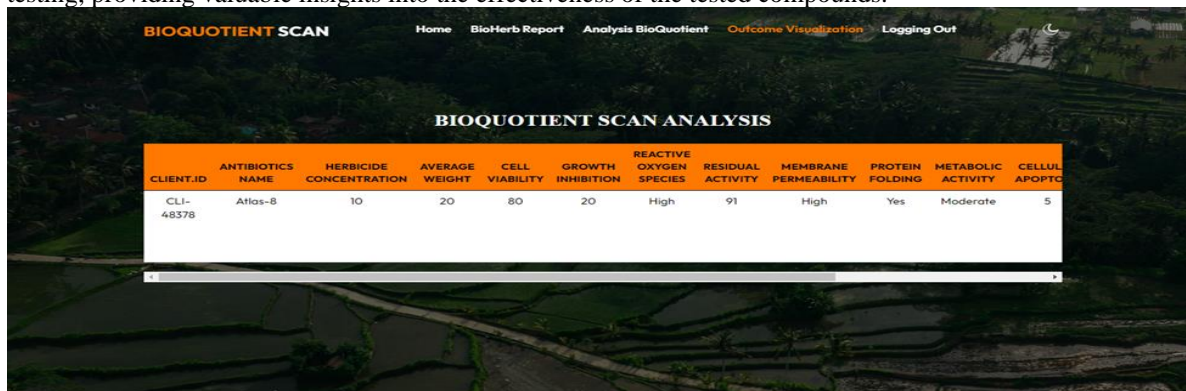 testing, providing valuable insights into the effectiveness of the tested compounds.
BIOQUOTIENT SCAN Home BioHerb Report Analysis BioQuotient Outcome Visualization Logging Out
BIOQUOTIENT SCAN ANALYSIS
CLIENT.ID ANTIBIOTICS NAME HERBICIDE CONCENTRATION AVERAGE WEIGHT CELL VIABILITY GROWTH INHIBITION REACTIVE OXYGEN SPECIES RESIDUAL ACTIVITY MEMBRANE PERMEABILITY PROTEIN FOLDING METABOLIC ACTIVITY CELLUL APOPTO
CLI-48378 Atlas-8 10 20 80 20 High 91 High Yes Moderate 5